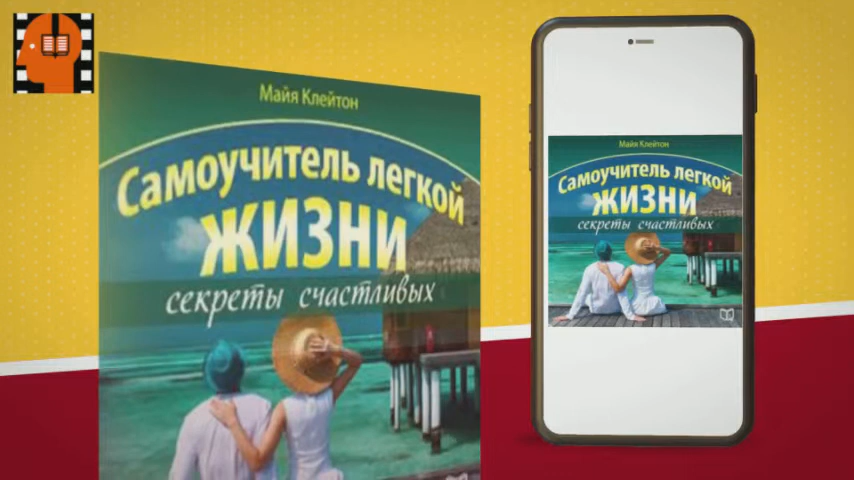 Майя Клейтон
Самоучитель легкой
жизни
секреты счастливых
Майя Клейтон
Самоучитель легкой
жизни
секреты счастливых